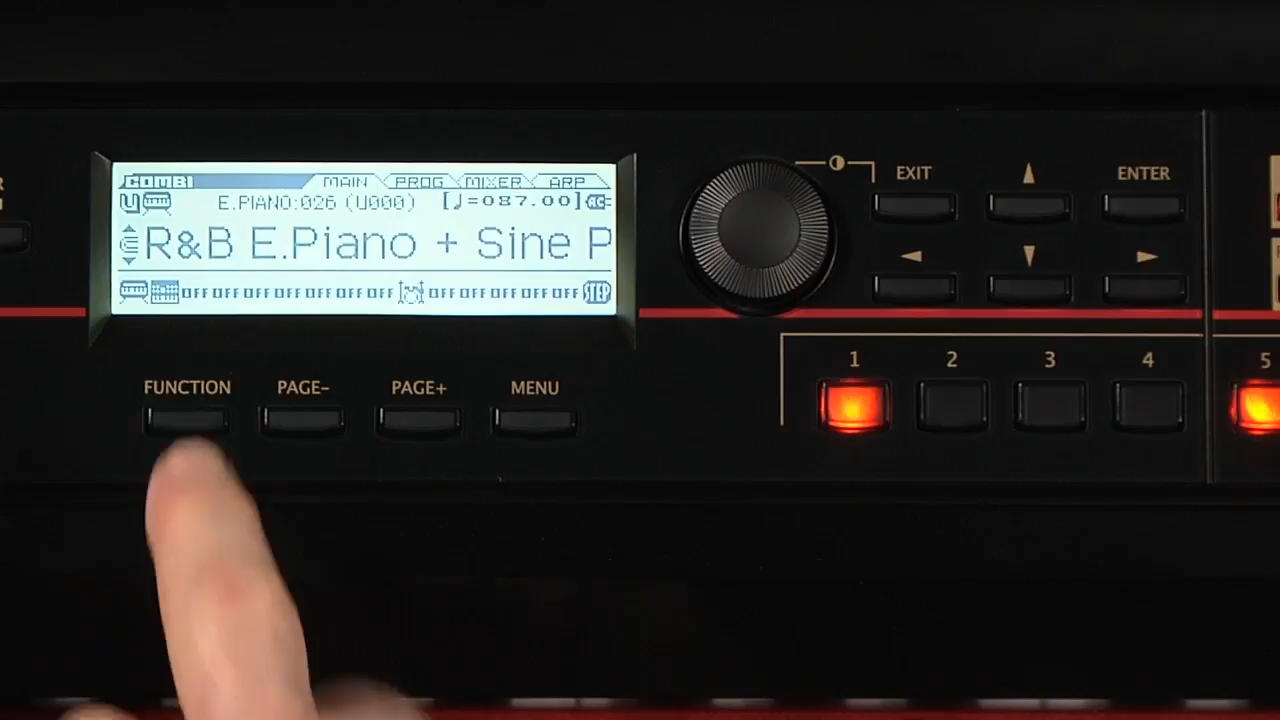 COMBI MAIN PROG MIXER ARP
U E.PIANO:026 (U000) [♩=087.00]
R&B E.Piano + Sine P
OFF OFF OFF OFF OFF OFF OFF OFF OFF OFF OFF OFF STEP
EXIT ENTER
1 2 3 4 5
FUNCTION PAGE- PAGE+ MENU
R